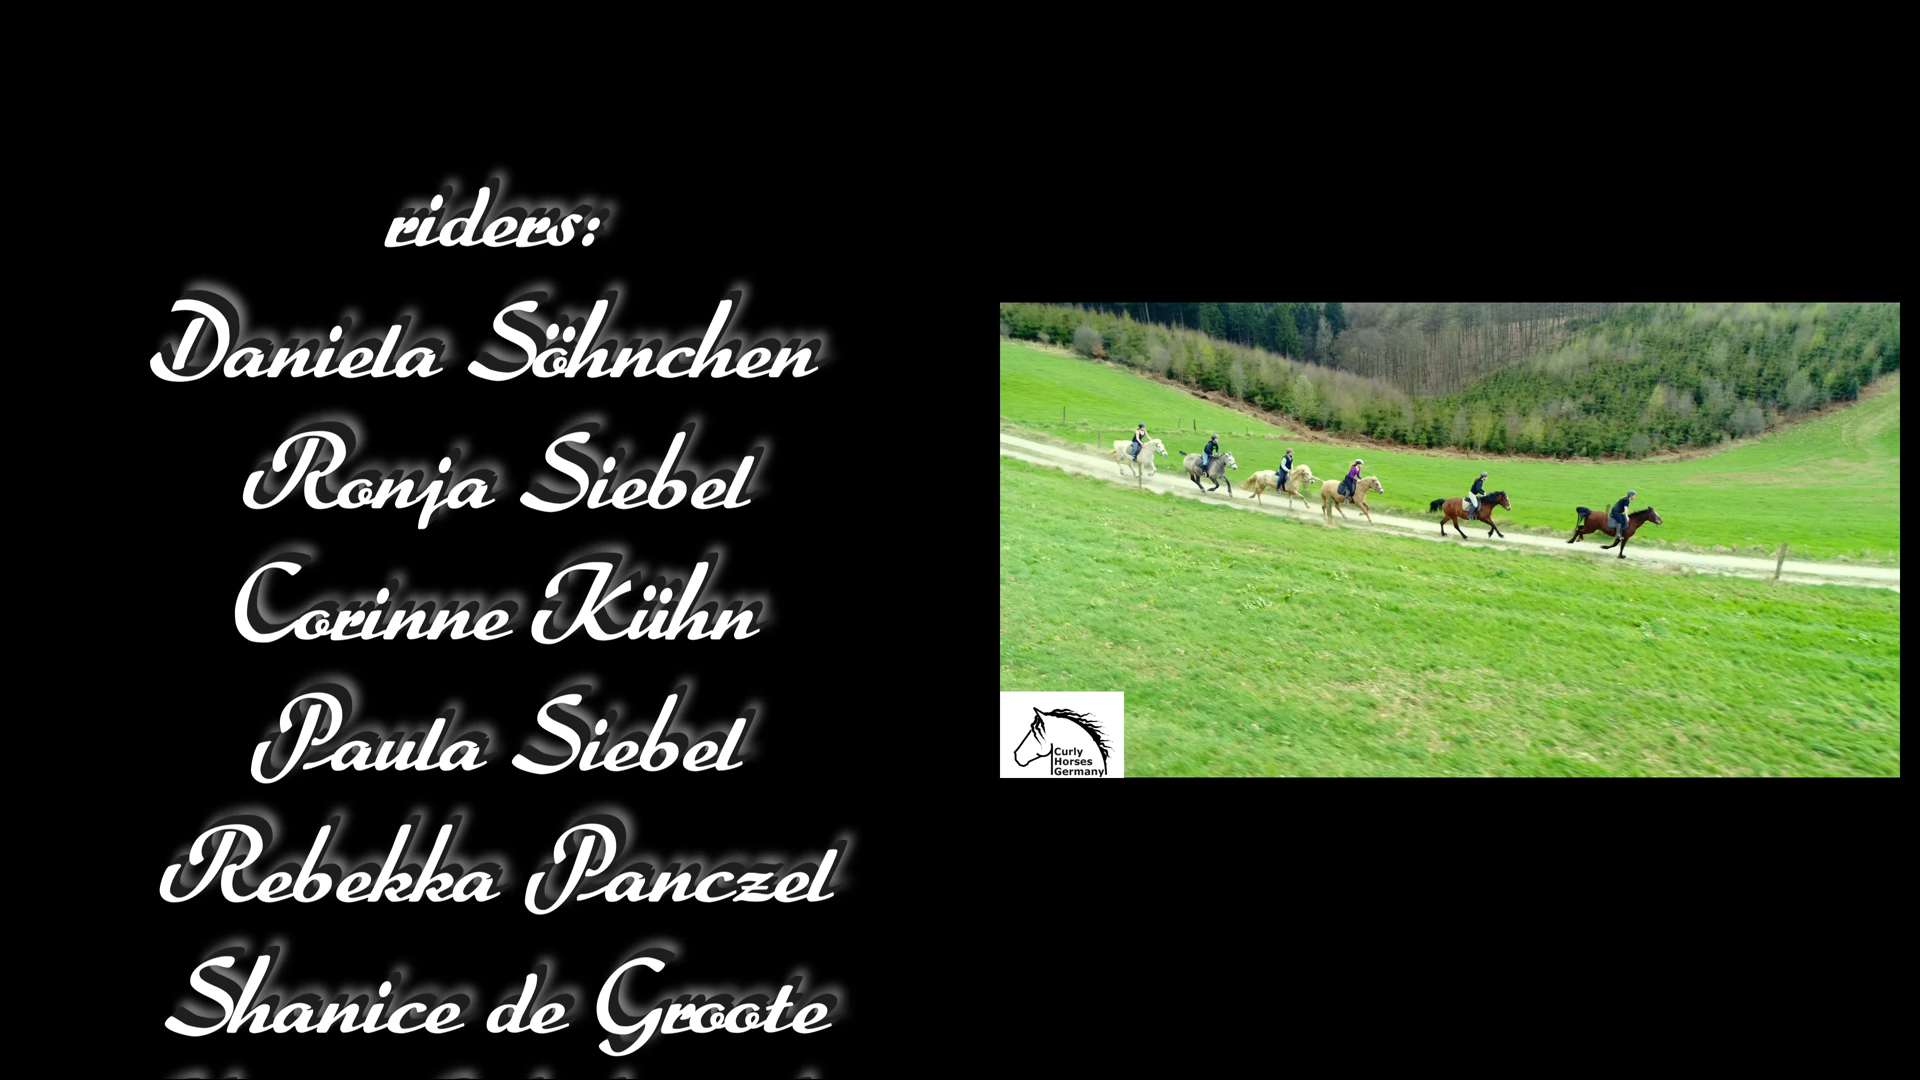 riders:
Daniela Söhnchen
Ronja Siebel
Corinne Kühn
Paula Siebel
Rebekka Panczel
Shanice de Groote
Curly
Horses
Germany